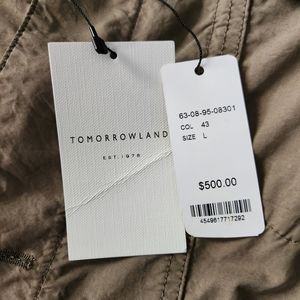 TOMORROWLAND
EST. 1978
63-08-95-08301
COL 43
SIZE L
$500.00
4549617717292